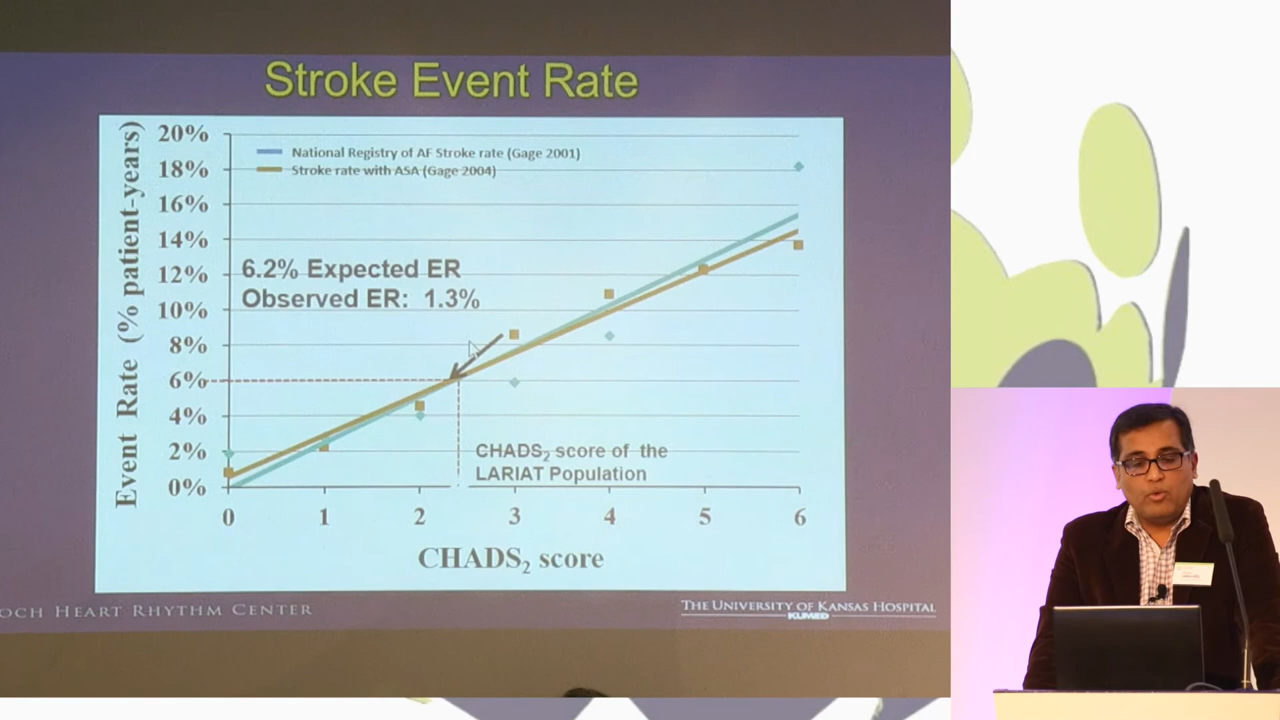 Stroke Event Rate
Event Rate (% patient-years)
20%
18%
16%
14%
12%
10%
8%
6%
4%
2%
0%
National Registry of AF Stroke rate (Gage 2001)
Stroke rate with ASA (Gage 2004)
6.2% Expected ER
Observed ER: 1.3%
CHADS₂ score of the
LARIAT Population
0 1 2 3 4 5 6
CHADS₂ score
OCH HEART RHYTHM CENTER
THE UNIVERSITY OF KANSAS HOSPITAL
KUMED